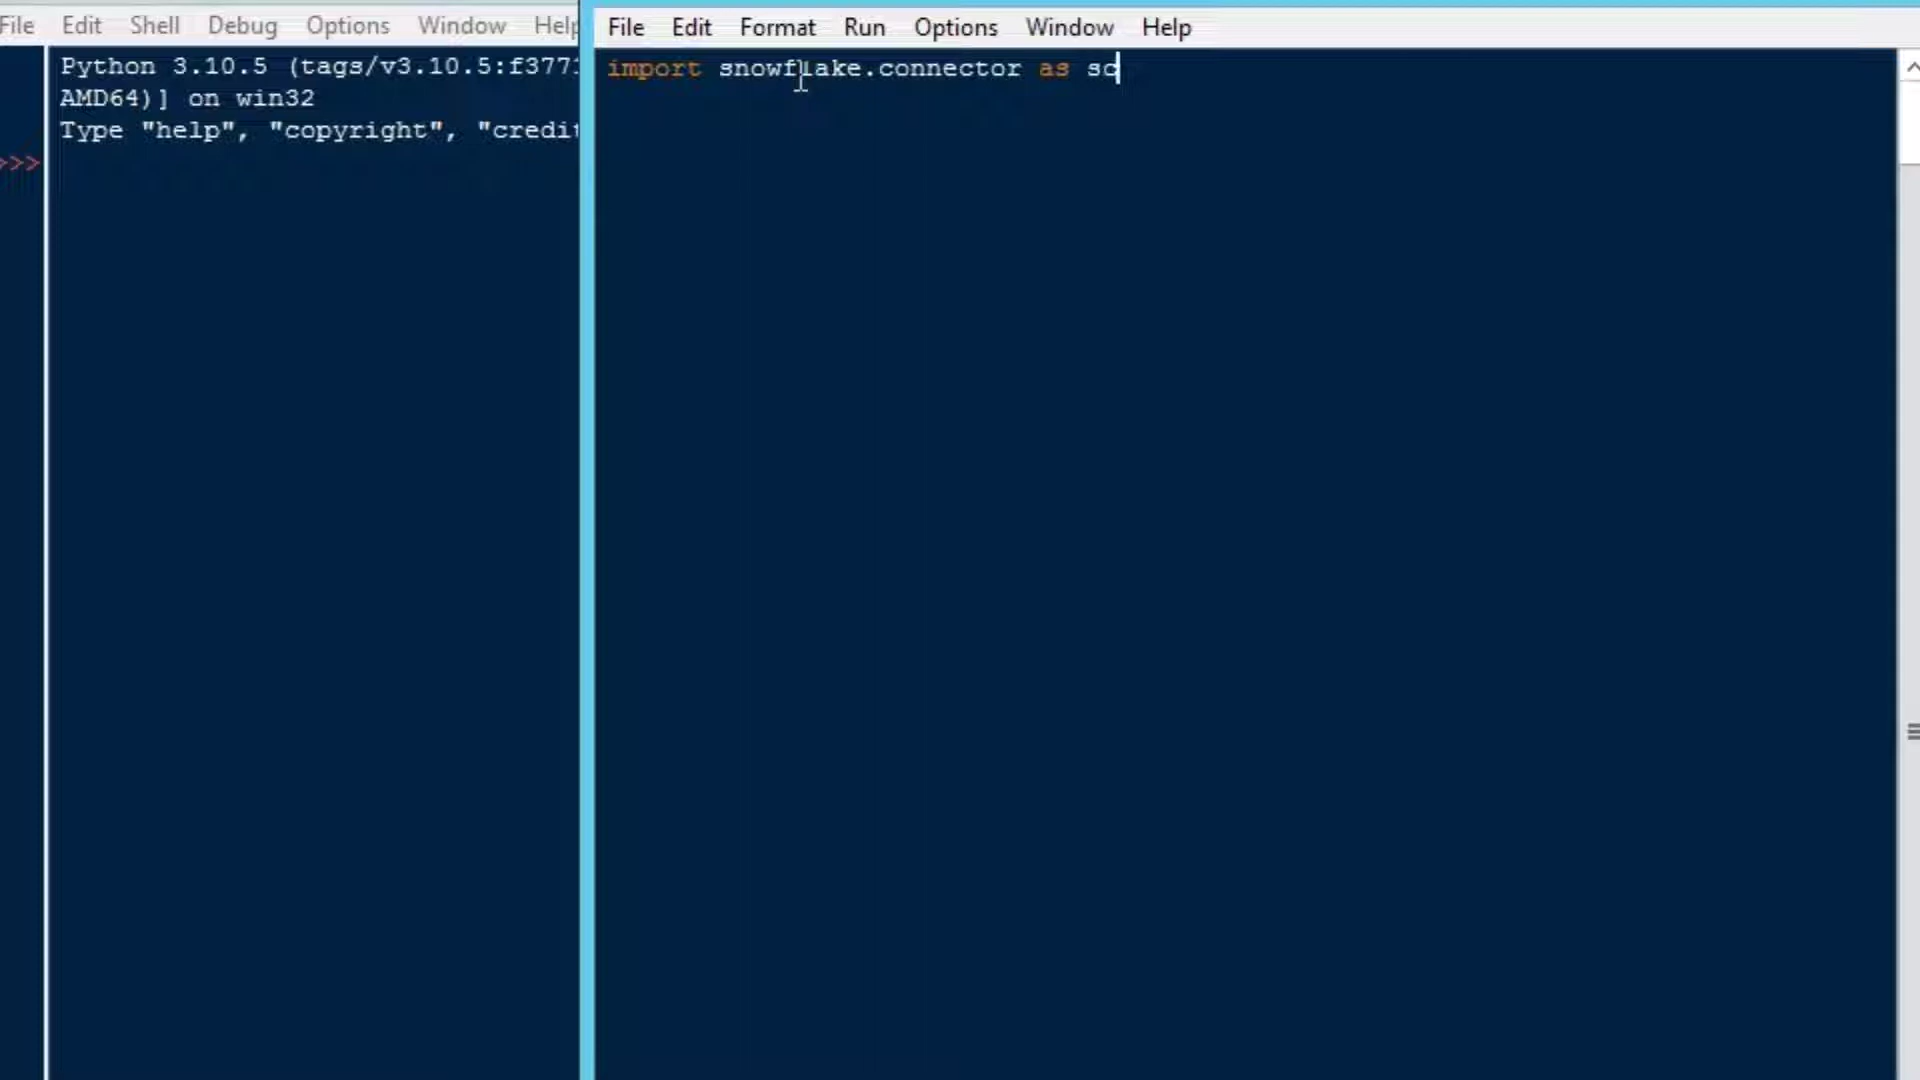 File Edit Shell Debug Options Window Help
Python 3.10.5 (tags/v3.10.5:f377
AMD64)] on win32
Type "help", "copyright", "credit
>>>
File Edit Format Run Options Window Help
import snowflake.connector as sc